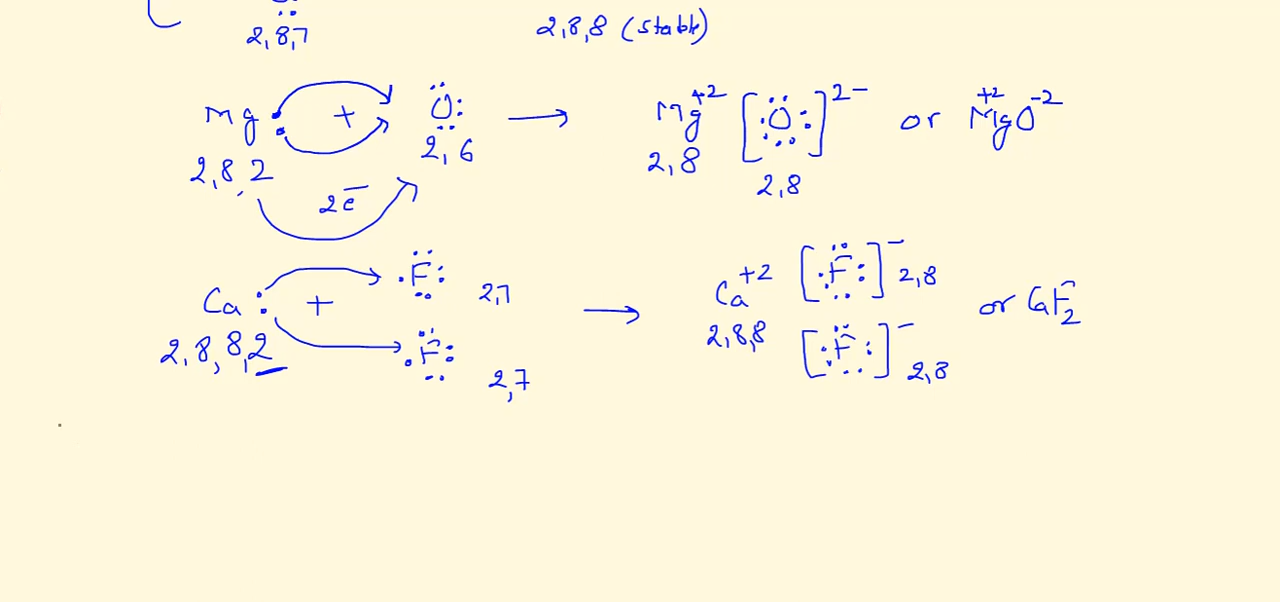 2,8,7 2,8,8 (stable)
Mg: + Ö: → Mg+2 [:Ö:]2− or Mg+2O−2
2,8,2 2,6 2,8 2,8
2e−
Ca: + .F: 2,7 → Ca+2 [:F:]− 2,8 or CaF2−
2,8,8,2 .F: 2,7 2,8,8 [:F:]− 2,8